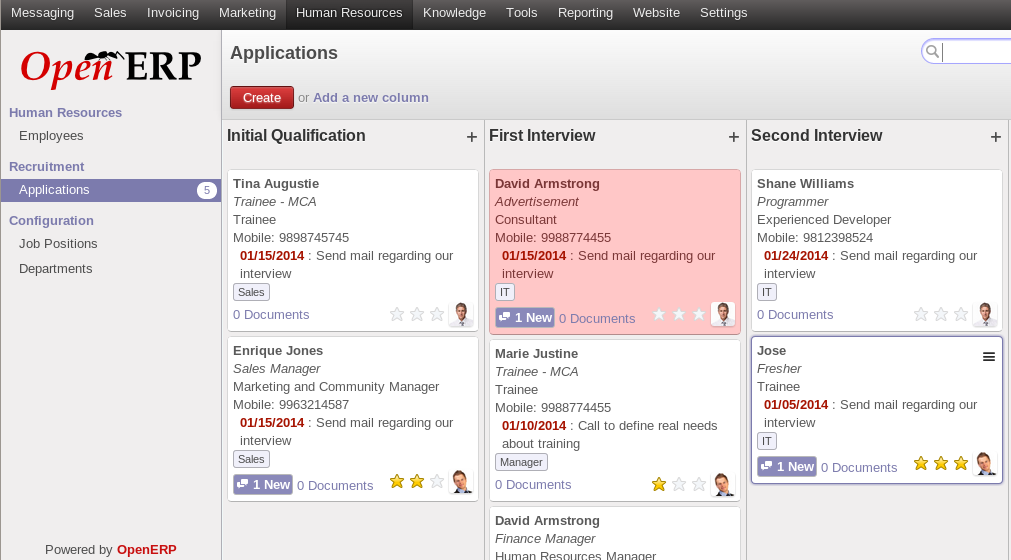 Messaging Sales Invoicing Marketing Human Resources Knowledge Tools Reporting Website Settings
Open ERP
Human Resources
Employees
Recruitment
Applications 5
Configuration
Job Positions
Departments
Powered by OpenERP
Applications
Create or Add a new column
Initial Qualification +
Tina Augustie
Trainee - MCA
Trainee
Mobile: 9898745745
01/15/2014 : Send mail regarding our
interview
Sales
0 Documents
Enrique Jones
Sales Manager
Marketing and Community Manager
Mobile: 9963214587
01/15/2014 : Send mail regarding our
interview
Sales
1 New 0 Documents
First Interview +
David Armstrong
Advertisement
Consultant
Mobile: 9988774455
01/15/2014 : Send mail regarding our
interview
IT
1 New 0 Documents
Marie Justine
Trainee - MCA
Trainee
Mobile: 9988774455
01/10/2014 : Call to define real needs
about training
Manager
0 Documents
David Armstrong
Finance Manager
Human Resources Manager
Second Interview +
Shane Williams
Programmer
Experienced Developer
Mobile: 9812398524
01/24/2014 : Send mail regarding our
interview
IT
0 Documents
Jose
Fresher
Trainee
01/05/2014 : Send mail regarding our
interview
IT
1 New 0 Documents